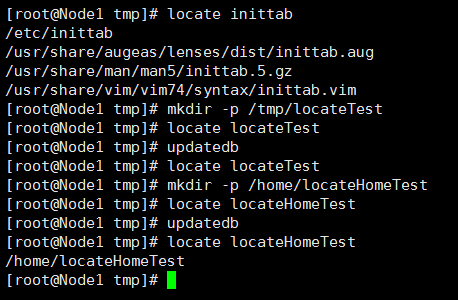 [root@Node1 tmp]# locate inittab
/etc/inittab
/usr/share/augeas/lenses/dist/inittab.aug
/usr/share/man/man5/inittab.5.gz
/usr/share/vim/vim74/syntax/inittab.vim
[root@Node1 tmp]# mkdir -p /tmp/locateTest
[root@Node1 tmp]# locate locateTest
[root@Node1 tmp]# updatedb
[root@Node1 tmp]# locate locateTest
[root@Node1 tmp]# mkdir -p /home/locateHomeTest
[root@Node1 tmp]# locate locateHomeTest
[root@Node1 tmp]# updatedb
[root@Node1 tmp]# locate locateHomeTest
/home/locateHomeTest
[root@Node1 tmp]#